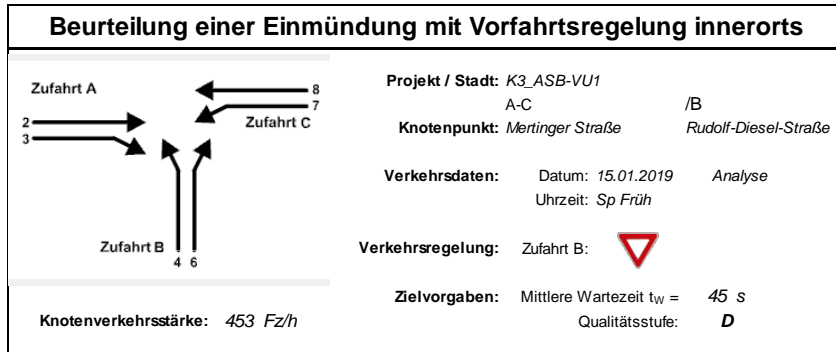 Beurteilung einer Einmündung mit Vorfahrtsregelung innerorts
Zufahrt A
8
7
Zufahrt C
2
3
Zufahrt B
4 6
Knotenverkehrsstärke: 453 Fz/h
Projekt / Stadt: K3_ASB-VU1
A-C /B
Knotenpunkt: Mertinger Straße Rudolf-Diesel-Straße
Verkehrsdaten: Datum: 15.01.2019 Analyse
Uhrzeit: Sp Früh
Verkehrsregelung: Zufahrt B:
Zielvorgaben: Mittlere Wartezeit tW = 45 s
Qualitätsstufe: D